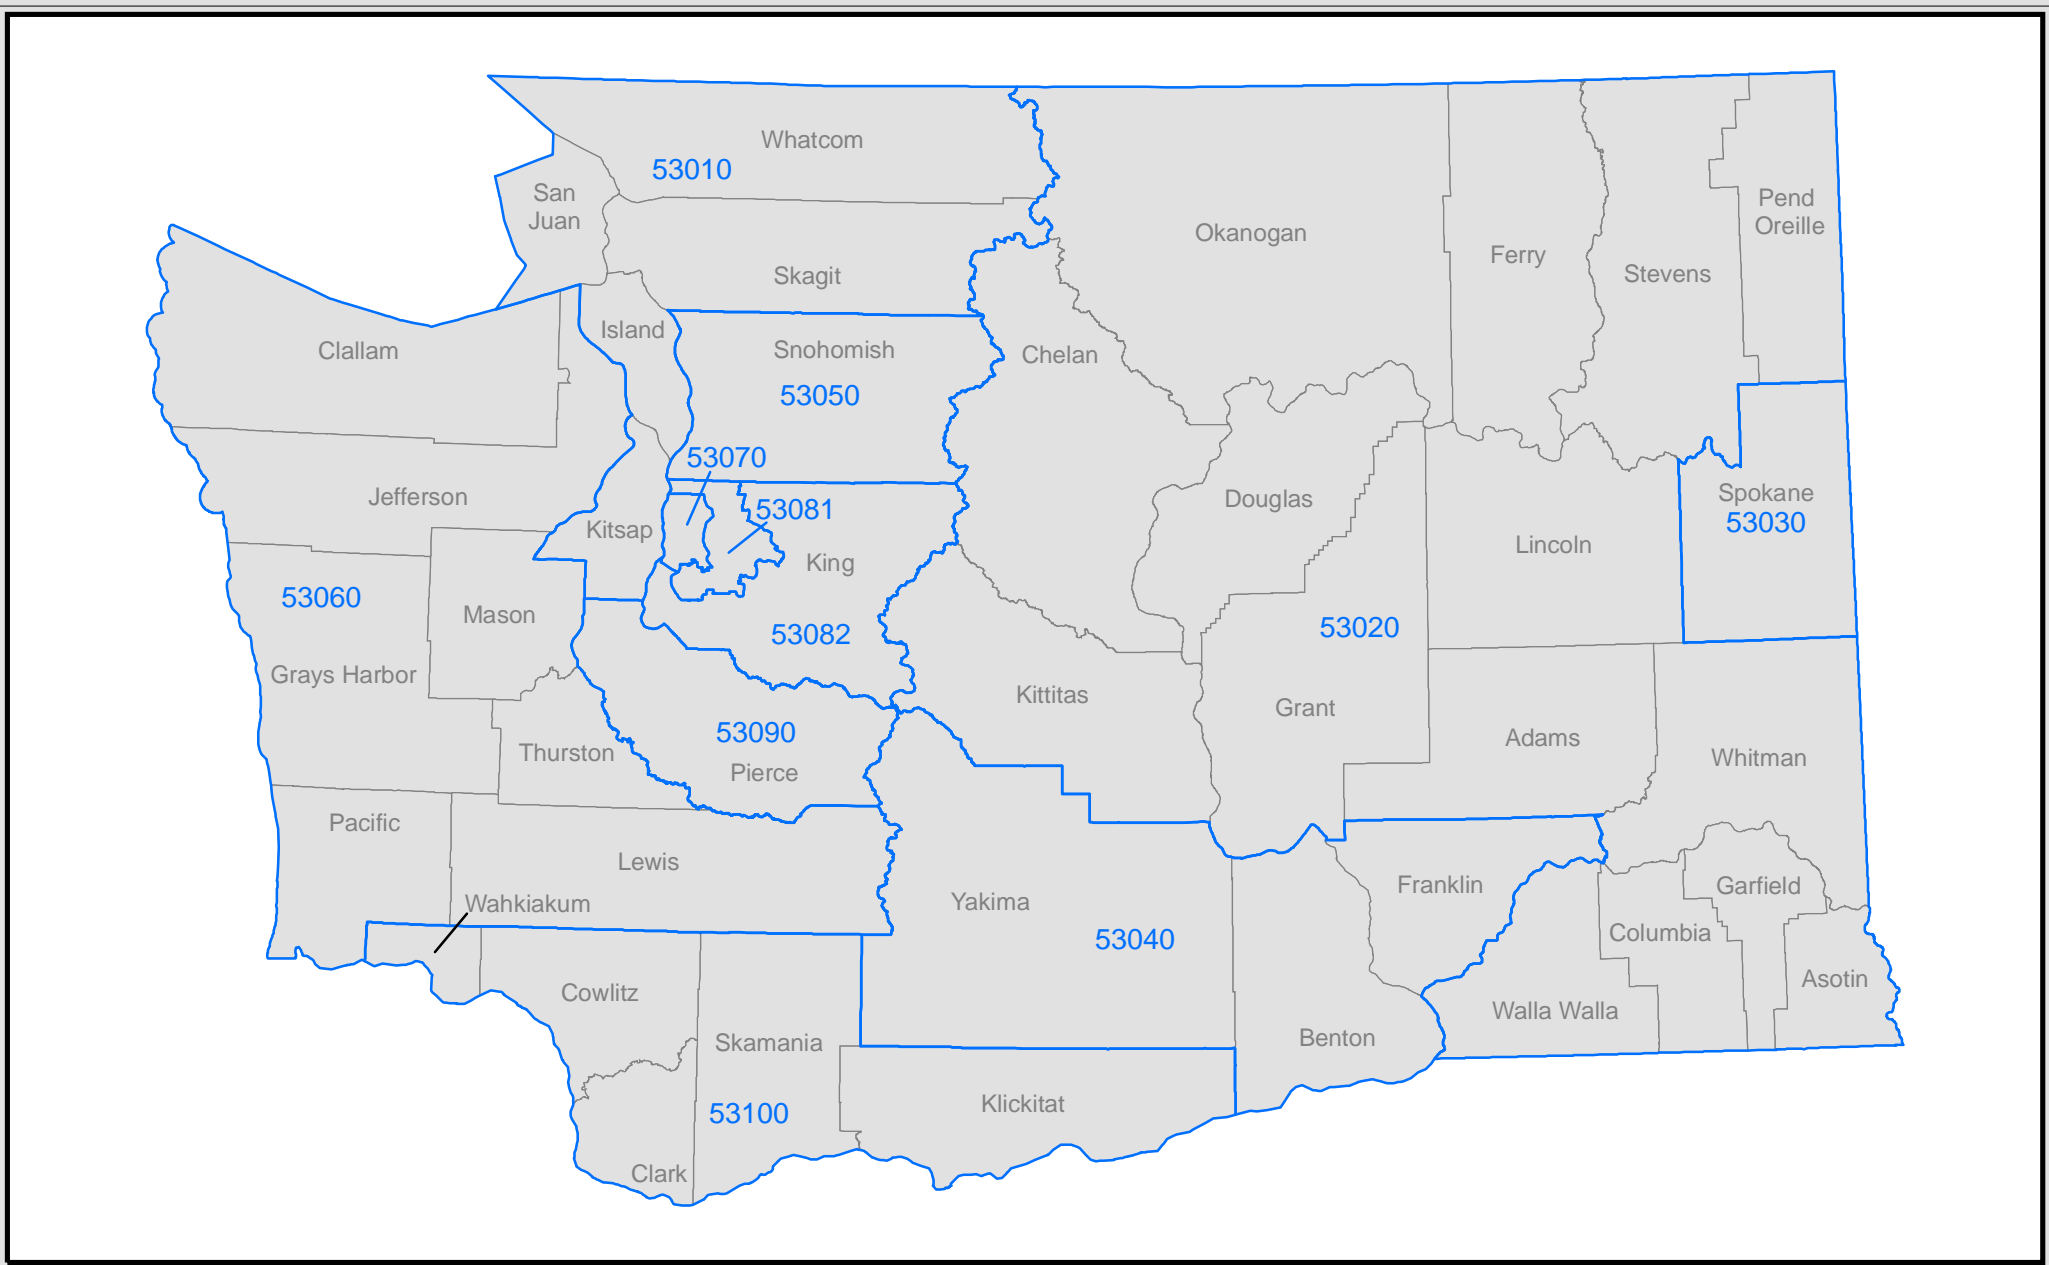 Whatcom
53010
San
Juan
Pend
Oreille
Okanogan
Ferry
Stevens
Skagit
Island
Clallam
Snohomish
Chelan
53050
53070
Jefferson
53081
Douglas
Spokane
53030
Kitsap
King
Lincoln
53060
Mason
53082
53020
Grays Harbor
Kittitas
Grant
53090
Thurston
Pierce
Adams
Whitman
Pacific
Lewis
Wahkiakum
Yakima
Franklin
Garfield
53040
Columbia
Cowlitz
Asotin
Walla Walla
Skamania
Benton
53100
Klickitat
Clark